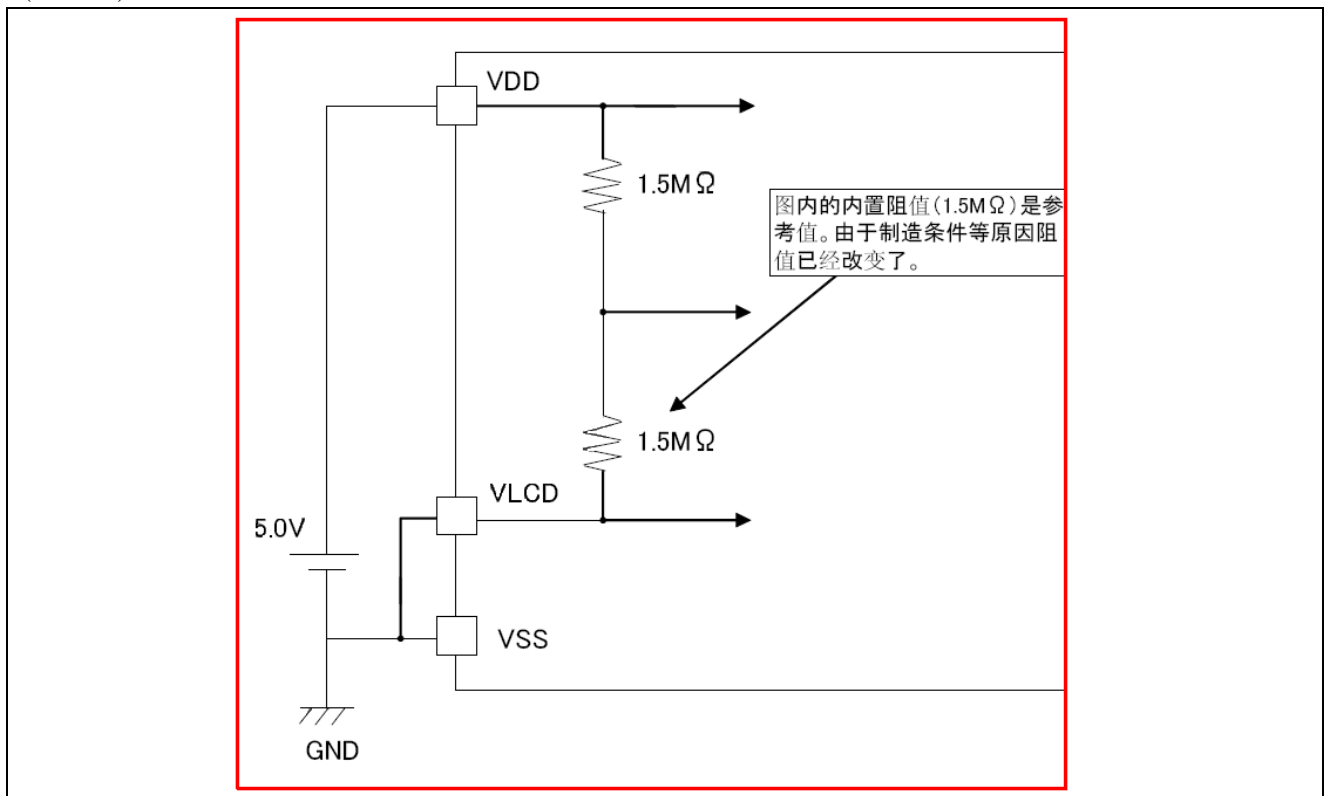 VDD
1.5MΩ
图内的内置阻值(1.5MΩ)是参
考值。由于制造条件等原因阻
值已经改变了。
1.5MΩ
VLCD
5.0V
VSS
GND